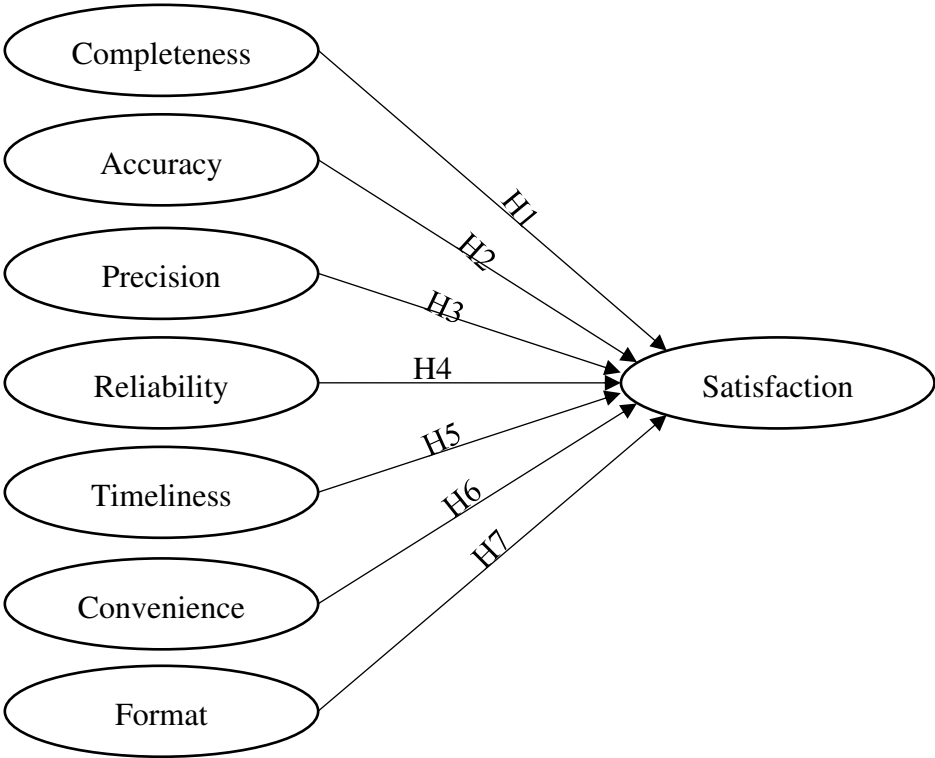 Completeness
Accuracy
Precision
Reliability
Timeliness
Convenience
Format
H1
H2
H3
H4
H5
H6
H7
Satisfaction